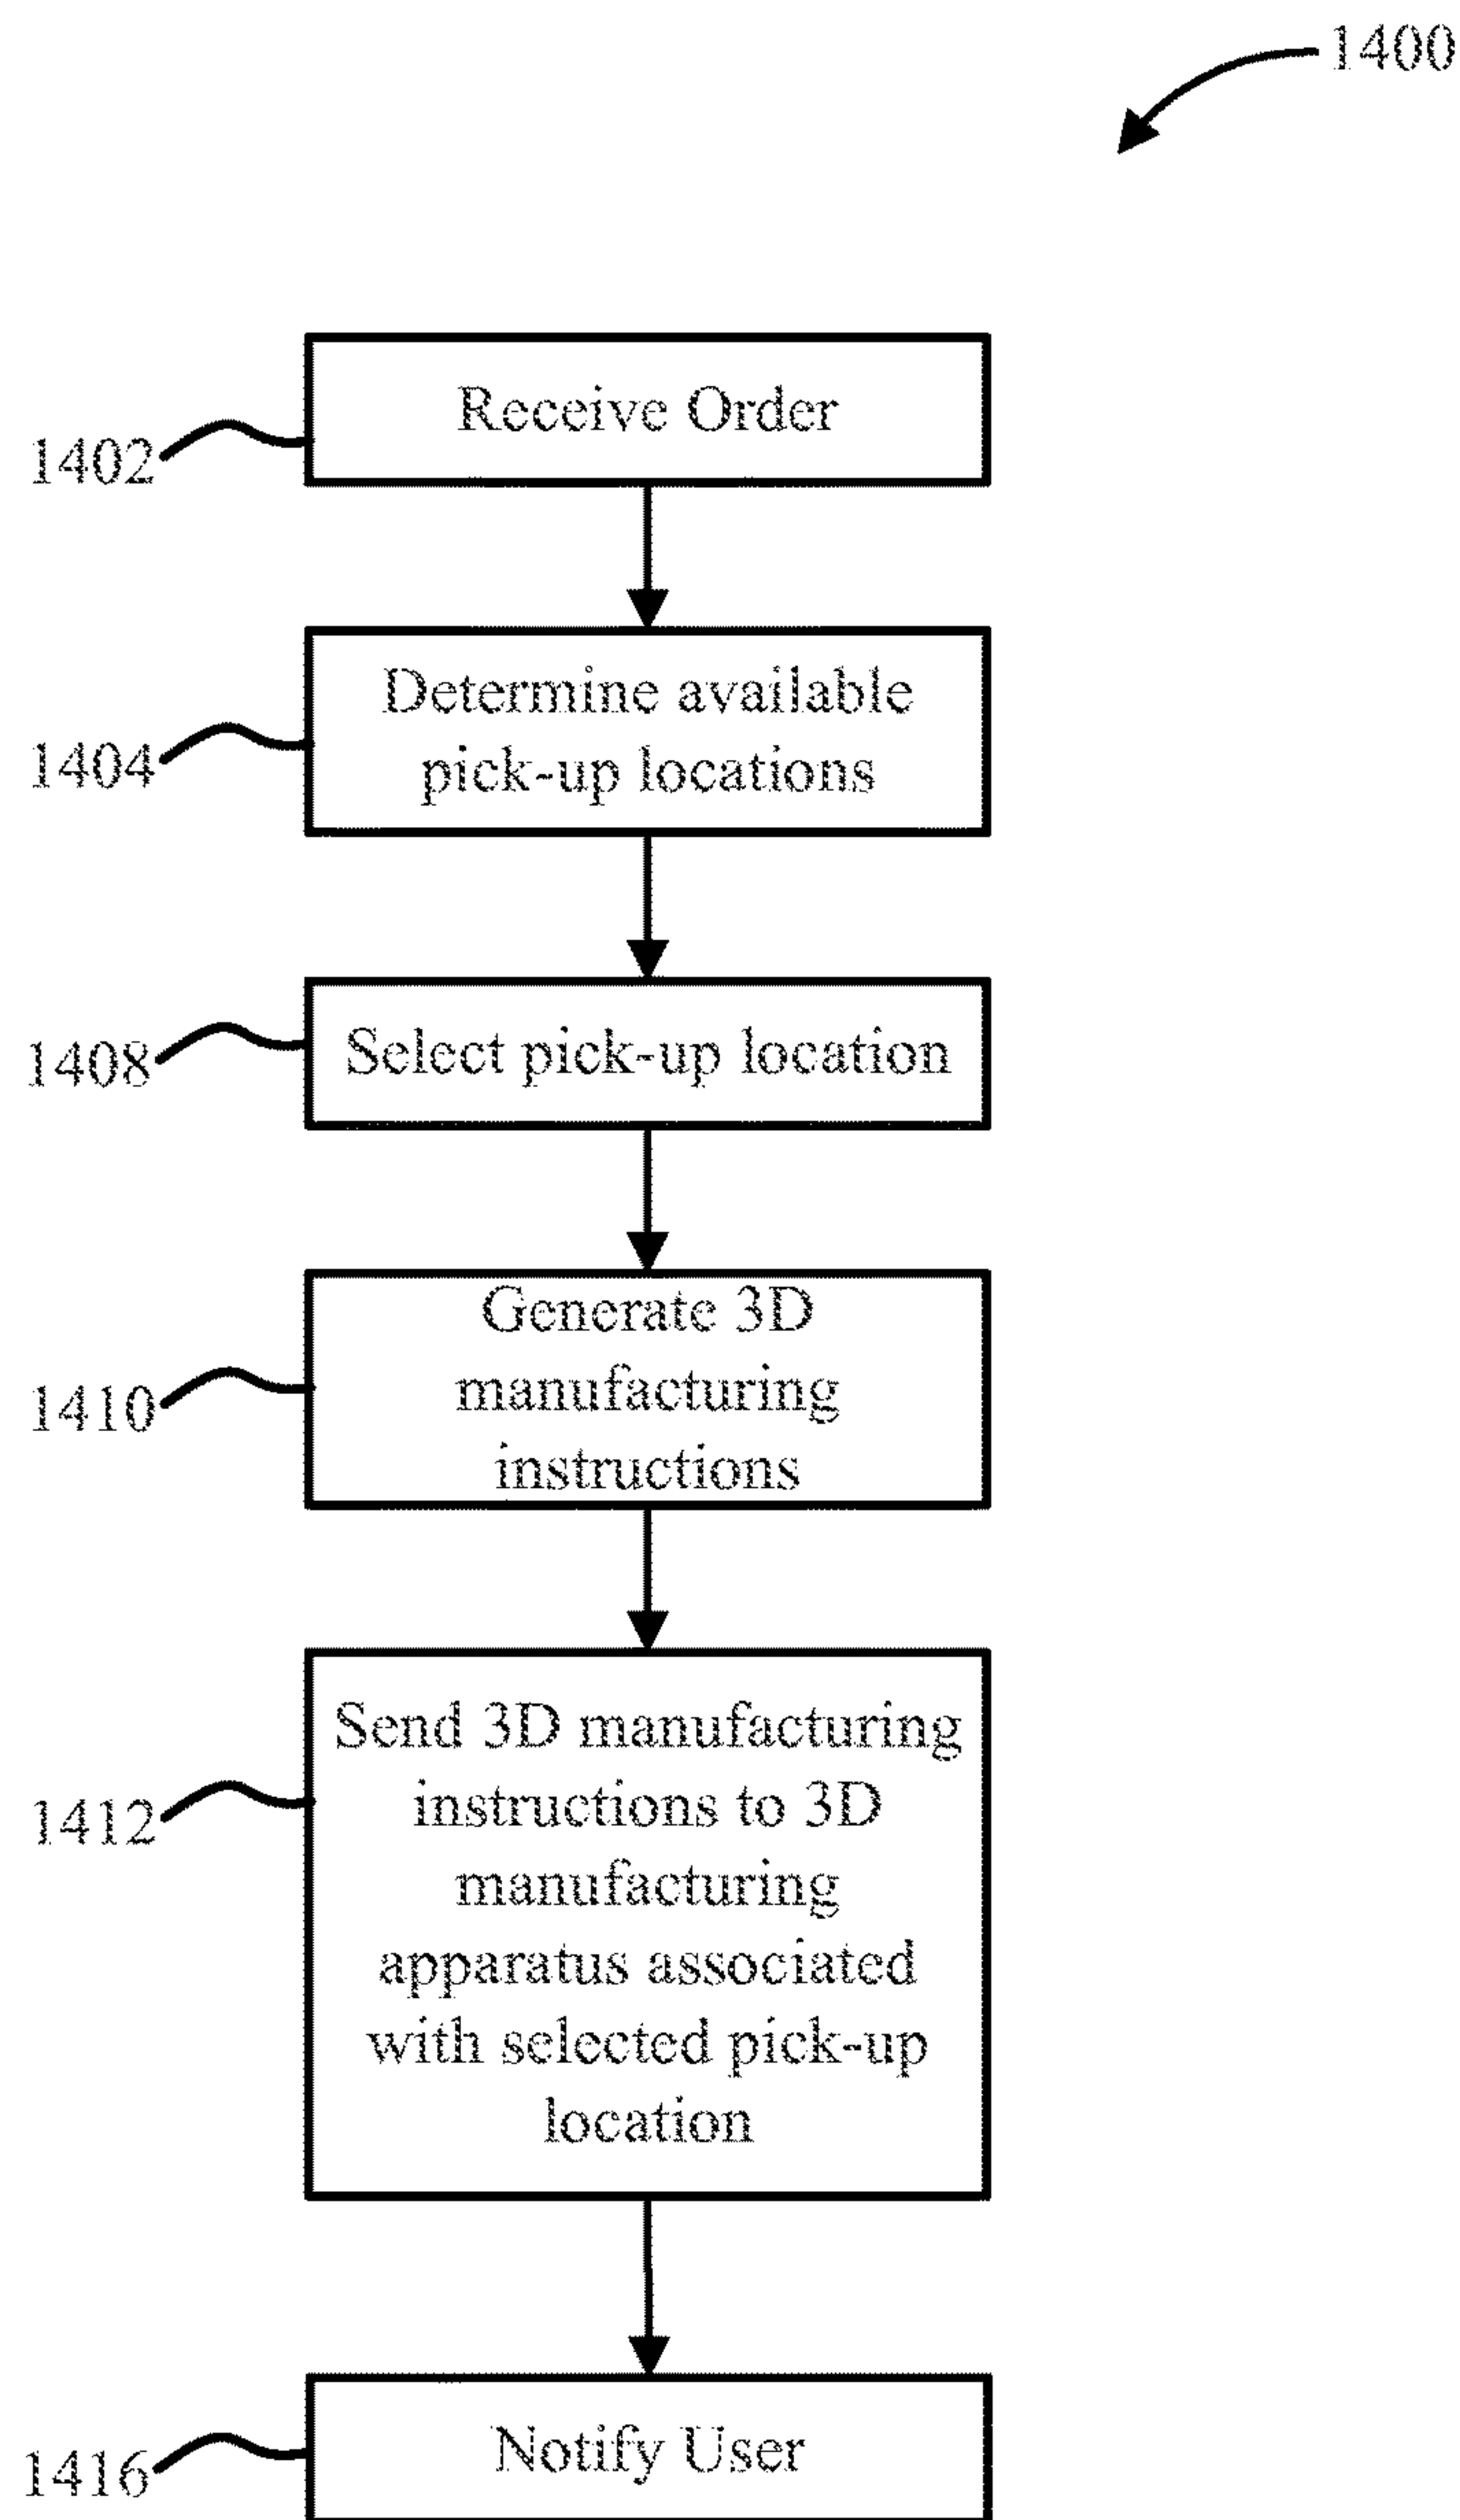 1400
Receive Order
1402
Determine available
pick-up locations
1404
Select pick-up location
1408
Generate 3D
manufacturing
instructions
1410
Send 3D manufacturing
instructions to 3D
manufacturing
apparatus associated
with selected pick-up
location
1412
Notify User
1416